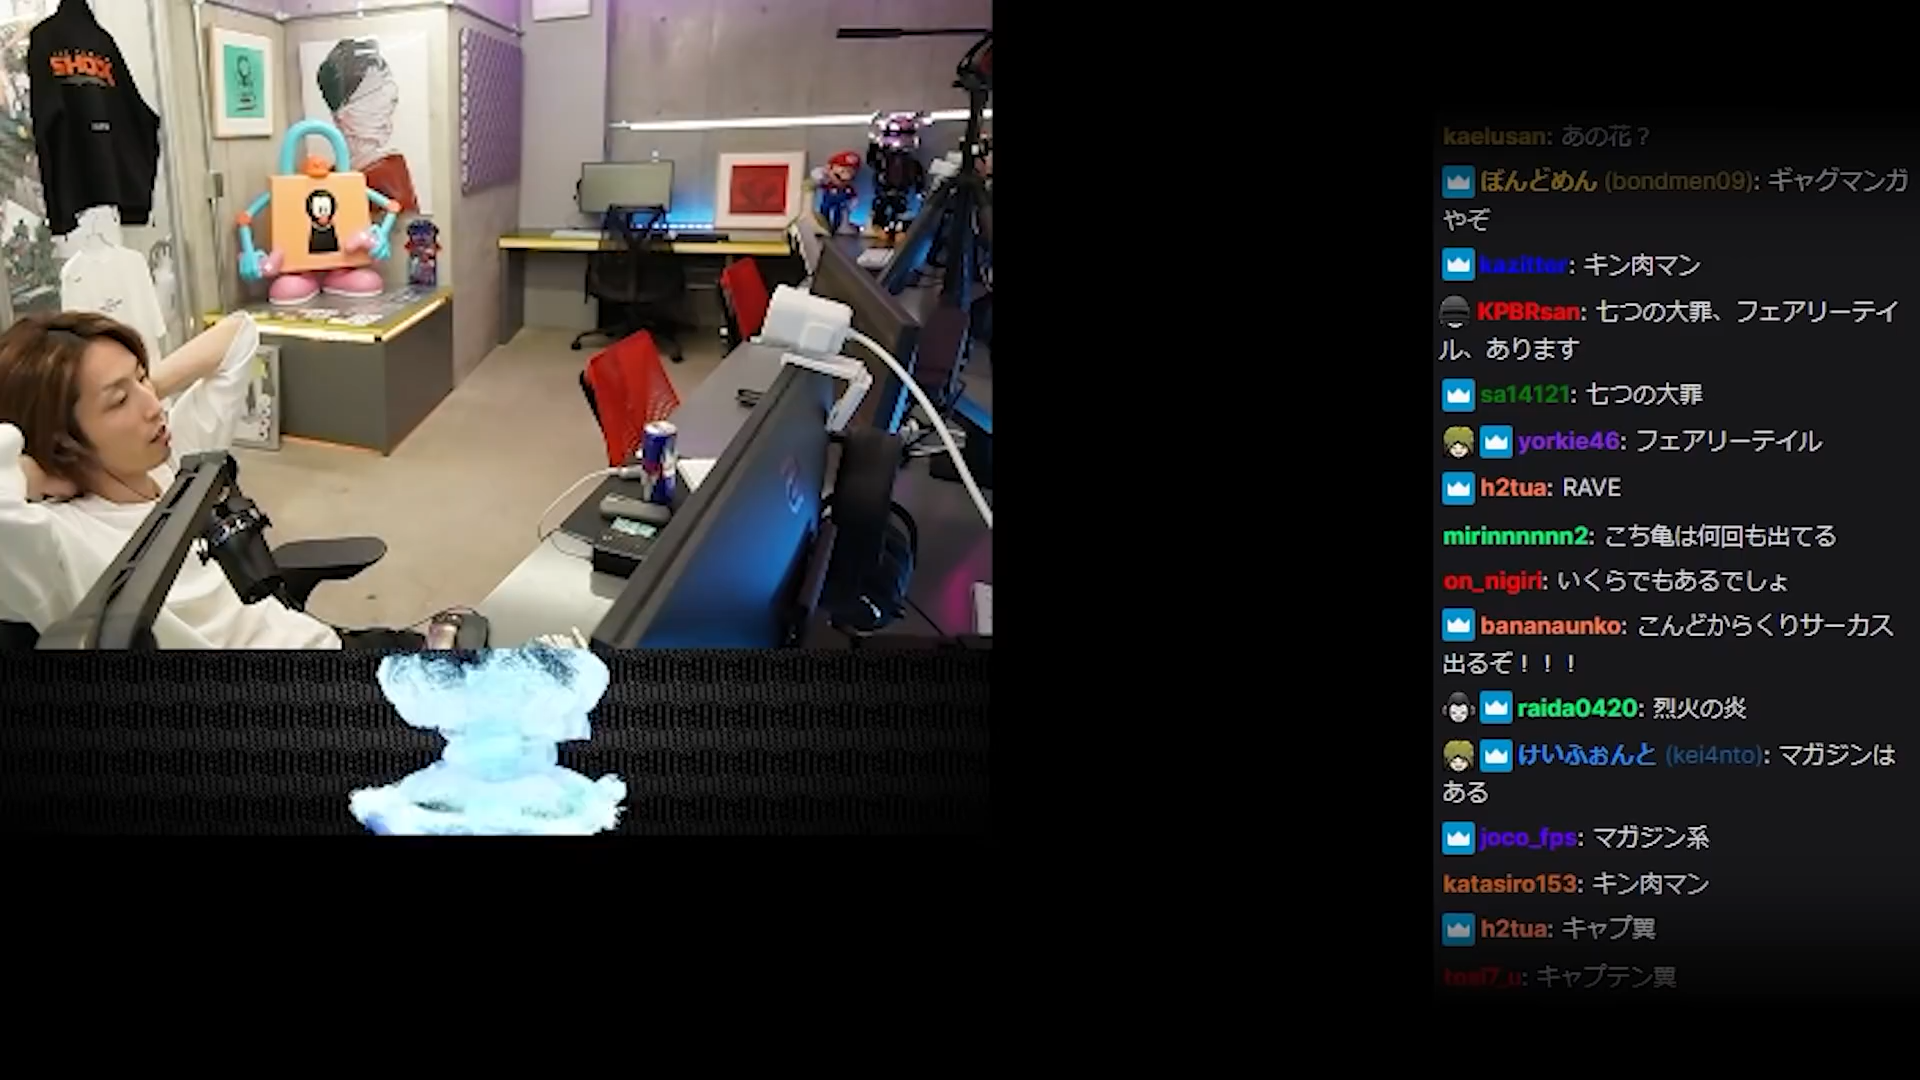 SHOX
kaelusan: あの花？
ぼんどめん (bondmen09): ギャグマンガ
やぞ
kazitter: キン肉マン
KPBRsan: 七つの大罪、フェアリーテイ
ル、あります
sa14121: 七つの大罪
yorkie46: フェアリーテイル
h2tua: RAVE
mirinnnnnn2: こち亀は何回も出てる
on_nigiri: いくらでもあるでしょ
bananaunko: こんどからくりサーカス
出るぞ！！！
raida0420: 烈火の炎
けいふぉんと (kei4nto): マガジンは
ある
joco_fps: マガジン系
katasiro153: キン肉マン
h2tua: キャプ翼
キャプテン翼